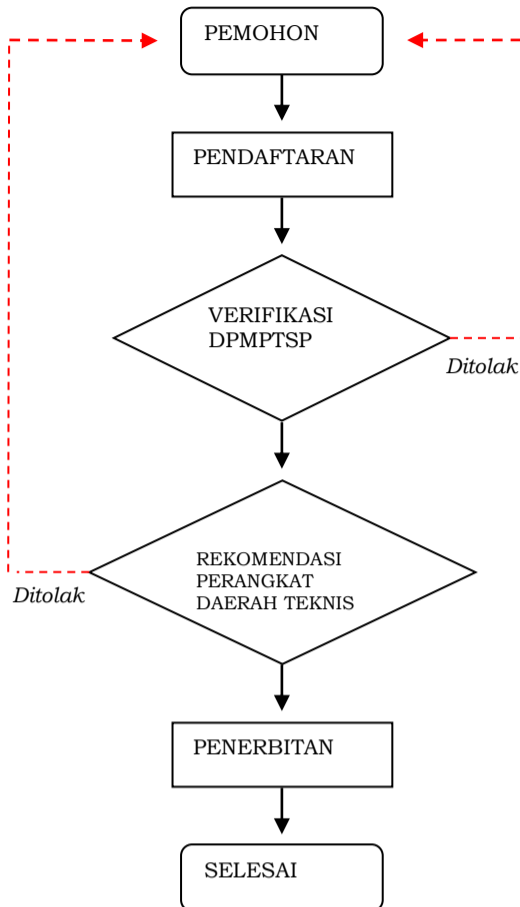 PEMOHON
PENDAFTARAN
VERIFIKASI
DPMPTSP
Ditolak
REKOMENDASI
PERANGKAT
DAERAH TEKNIS
Ditolak
PENERBITAN
SELESAI